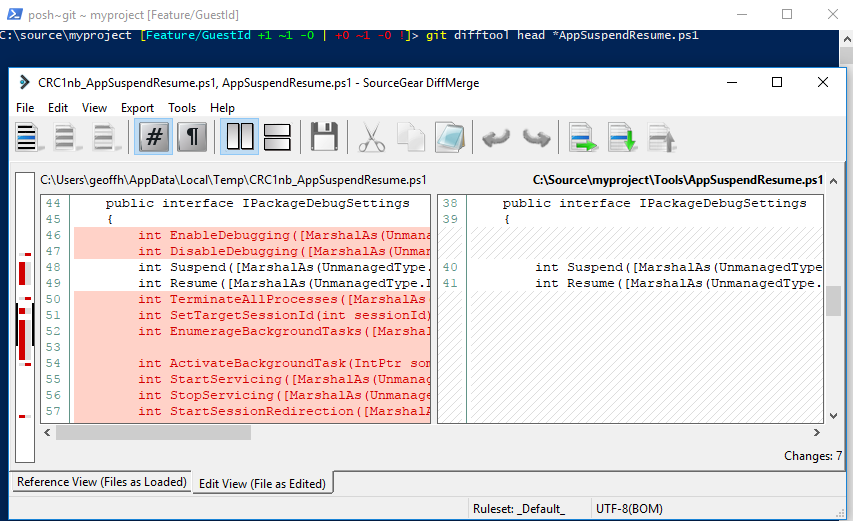 posh~git ~ myproject [Feature/GuestId]
C:\source\myproject [Feature/GuestId +1 ~1 -0 | +0 ~1 -0 !]> git difftool head *AppSuspendResume.ps1
CRC1nb_AppSuspendResume.ps1, AppSuspendResume.ps1 - SourceGear DiffMerge
File Edit View Export Tools Help
# ¶
C:\Users\geoffh\AppData\Local\Temp\CRC1nb_AppSuspendResume.ps1
C:\Source\myproject\Tools\AppSuspendResume.ps1
44 public interface IPackageDebugSettings
45 {
46 int EnableDebugging([MarshalAs(Unmana
47 int DisableDebugging([MarshalAs(Unman
48 int Suspend([MarshalAs(UnmanagedType.
49 int Resume([MarshalAs(UnmanagedType.
50 int TerminateAllProcesses([MarshalAs
51 int SetTargetSessionId(int sessionId)
52 int EnumerageBackgroundTasks([Marshal
53
54 int ActivateBackgroundTask(IntPtr som
55 int StartServicing([MarshalAs(Unmanag
56 int StopServicing([MarshalAs(Unmanage
57 int StartSessionRedirection([MarshalA
38 public interface IPackageDebugSettings
39 {
40 int Suspend([MarshalAs(UnmanagedType
41 int Resume([MarshalAs(UnmanagedType.
Changes: 7
Reference View (Files as Loaded) Edit View (File as Edited)
Ruleset: _Default_ UTF-8(BOM)